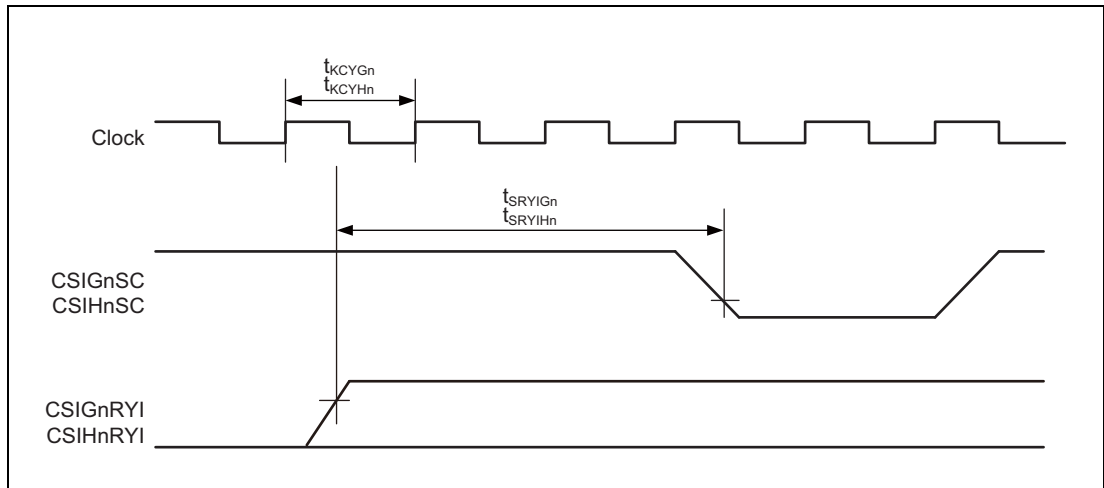 tKCYGn
tKCYHn
Clock
tSRYIGn
tSRYIHn
CSIGnSC
CSIHnSC
CSIGnRYI
CSIHnRYI